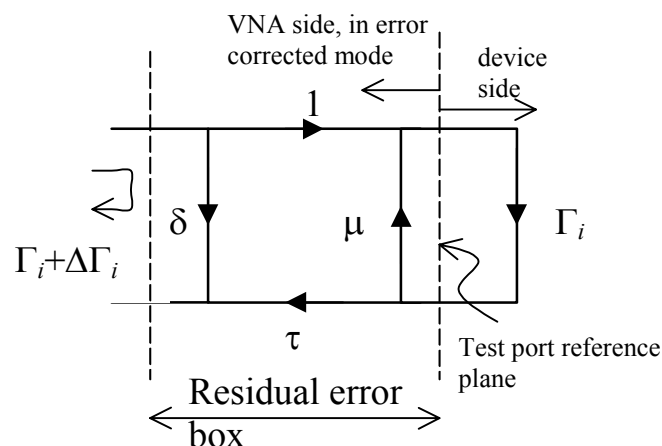 VNA side, in error
corrected mode
device
side
1
δ
μ
Γi
Γi+ΔΓi
τ
Test port reference
plane
Residual error
box